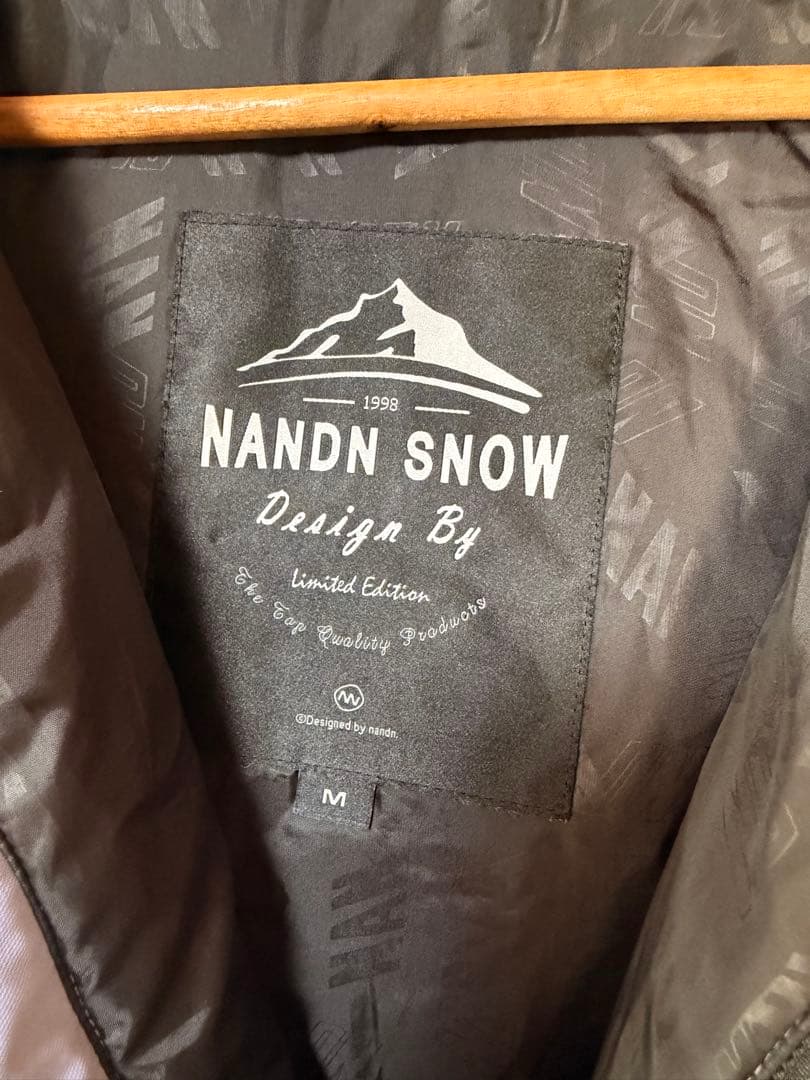 1998
NANDN SNOW
Design By
Limited Edition
The Top Quality Products
©Designed by nandn.
M